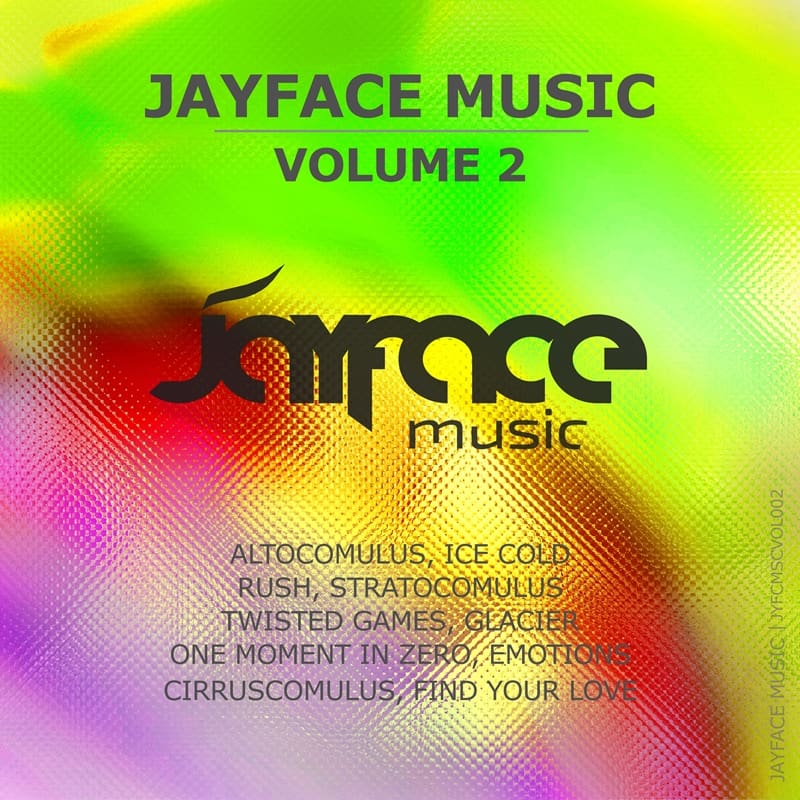 JAYFACE MUSIC
VOLUME 2
jayface
music
ALTOCOMULUS, ICE COLD
RUSH, STRATOCOMULUS
TWISTED GAMES, GLACIER
ONE MOMENT IN ZERO, EMOTIONS
CIRRUSCOMULUS, FIND YOUR LOVE
JAYFACE MUSIC | JYFCMSCVOL002